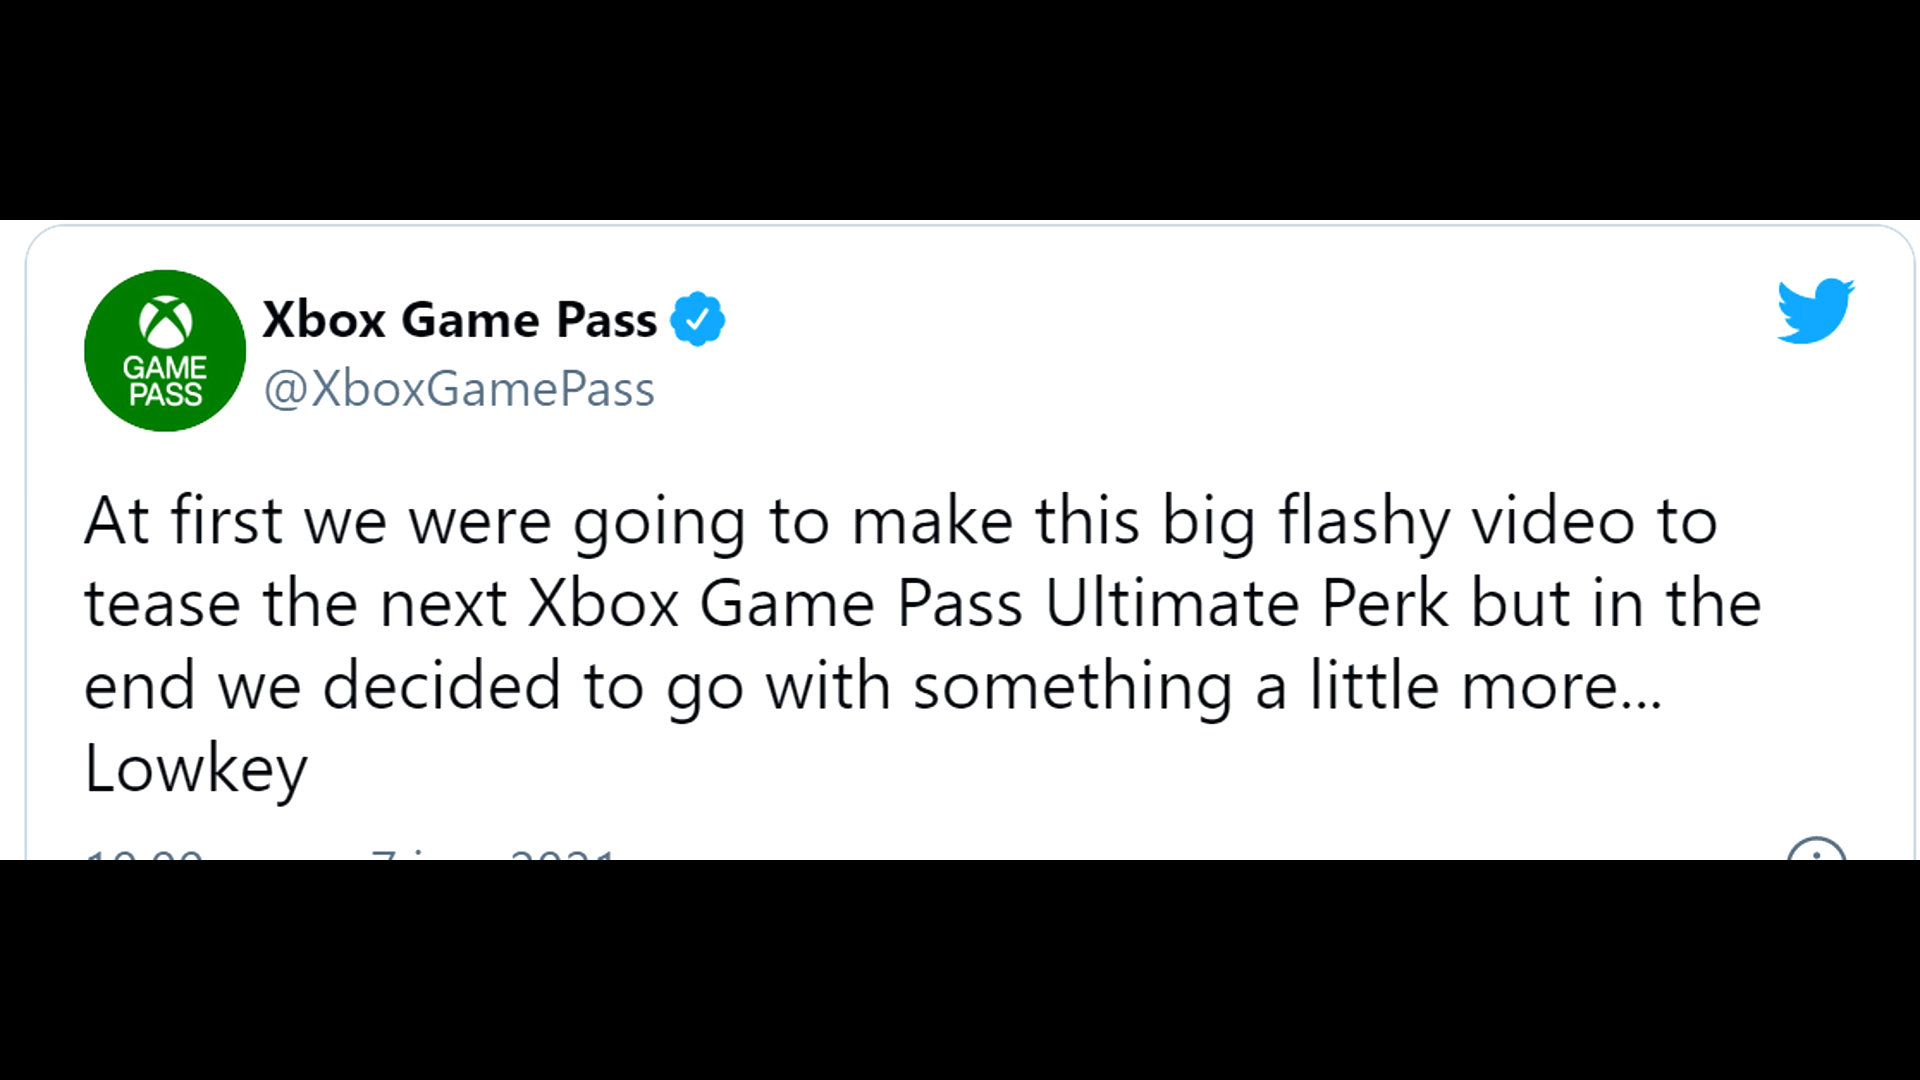 GAME
PASS
Xbox Game Pass
@XboxGamePass
At first we were going to make this big flashy video to
tease the next Xbox Game Pass Ultimate Perk but in the
end we decided to go with something a little more...
Lowkey